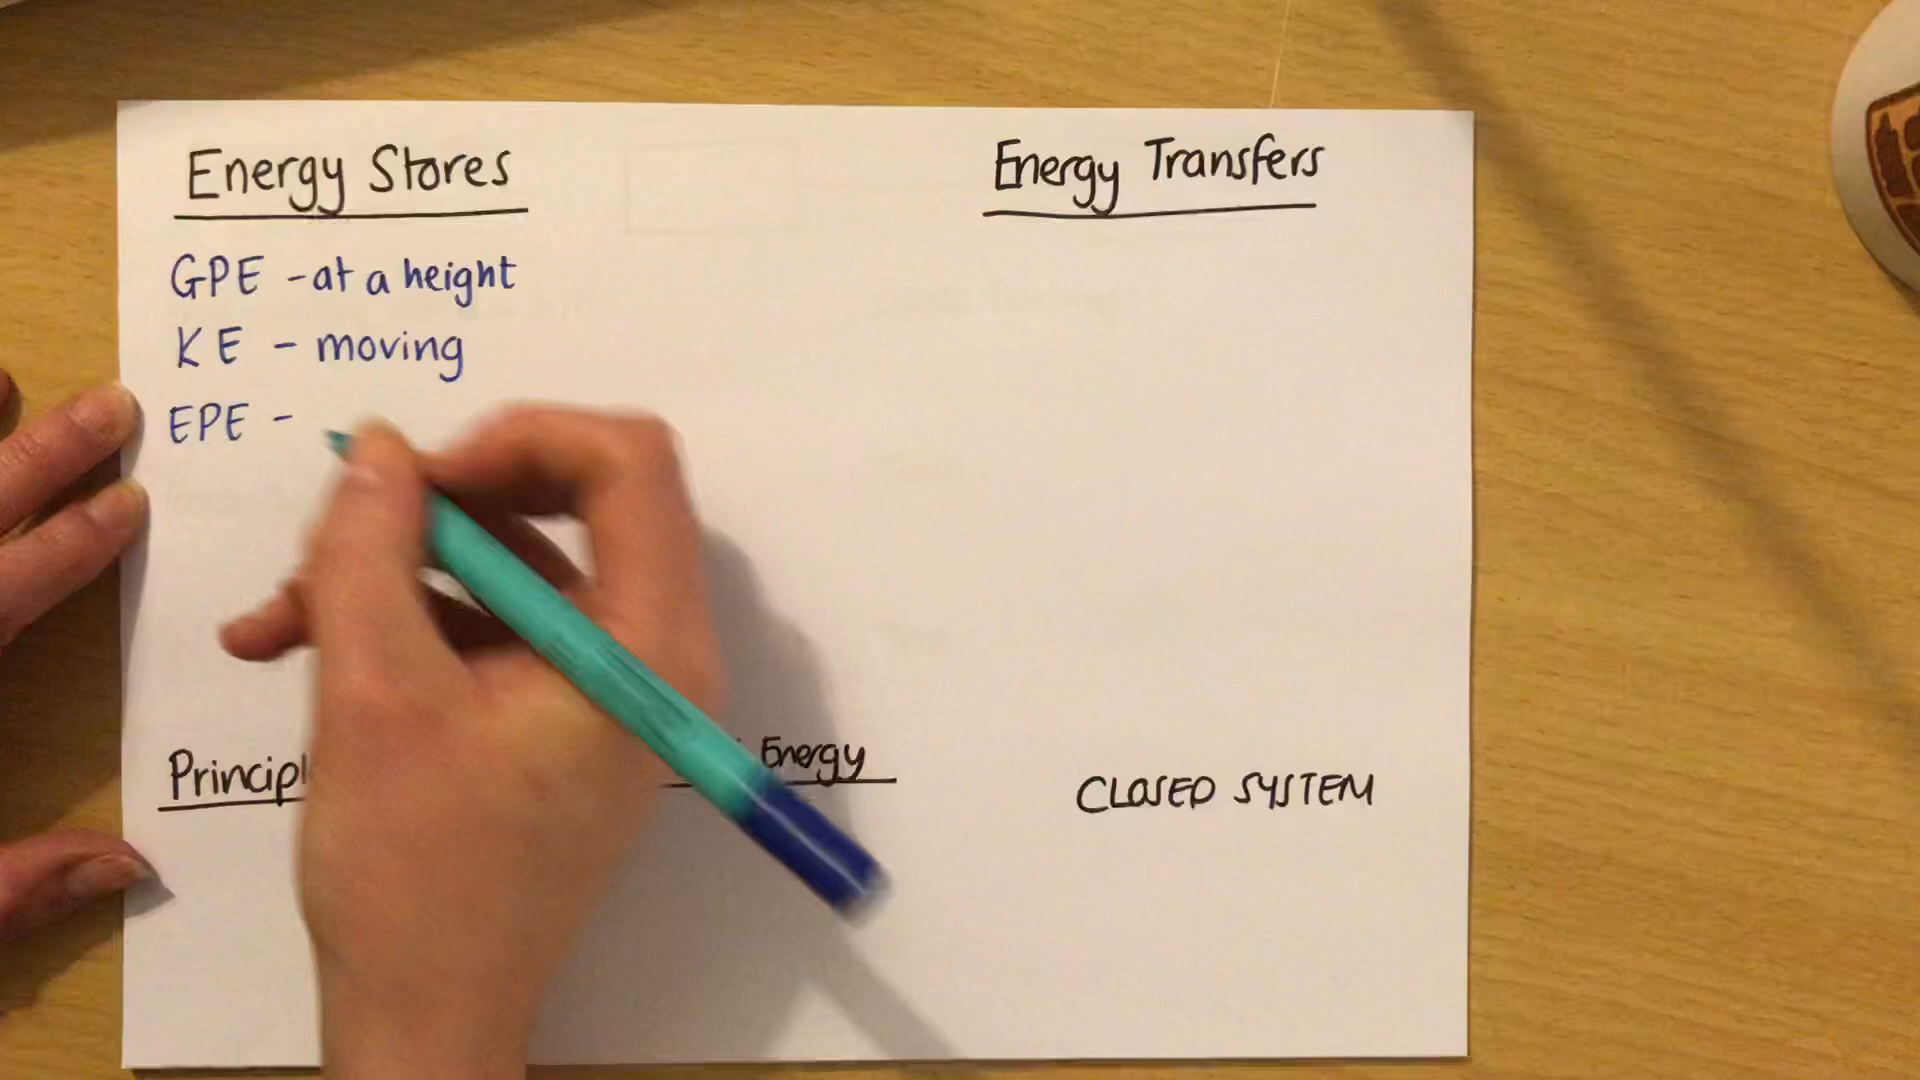 Energy Stores
Energy Transfers
GPE - at a height
KE - moving
EPE -
Energy
CLOSED SYSTEM